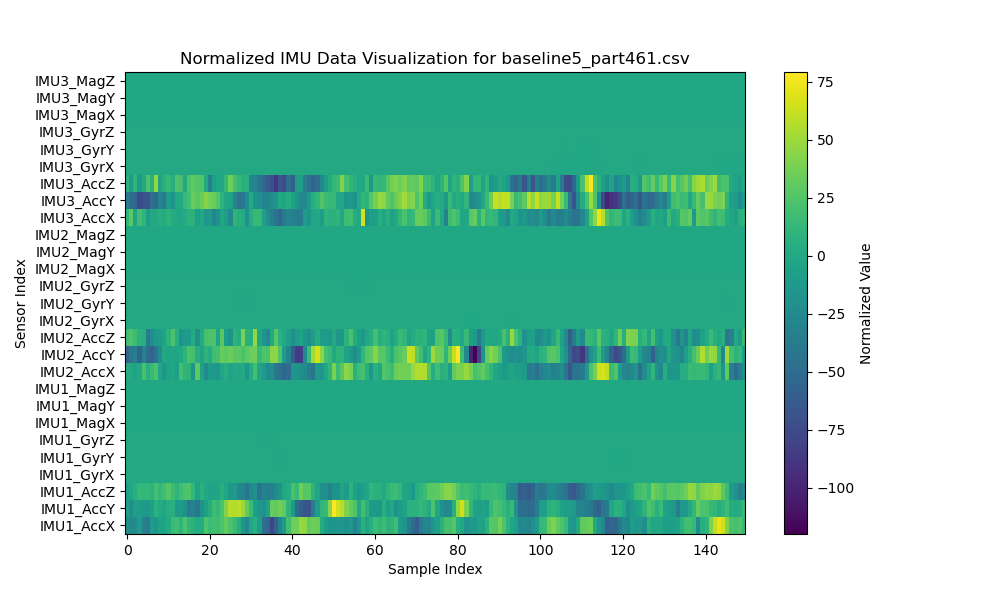 Normalized IMU Data Visualization for baseline5_part461.csv
IMU3_MagZ
IMU3_MagY
IMU3_MagX
IMU3_GyrZ
IMU3_GyrY
IMU3_GyrX
IMU3_AccZ
IMU3_AccY
IMU3_AccX
IMU2_MagZ
IMU2_MagY
IMU2_MagX
IMU2_GyrZ
IMU2_GyrY
IMU2_GyrX
IMU2_AccZ
IMU2_AccY
IMU2_AccX
IMU1_MagZ
IMU1_MagY
IMU1_MagX
IMU1_GyrZ
IMU1_GyrY
IMU1_GyrX
IMU1_AccZ
IMU1_AccY
IMU1_AccX
Sensor Index
0 20 40 60 80 100 120 140
Sample Index
75
50
25
0
−25
−50
−75
−100
Normalized Value